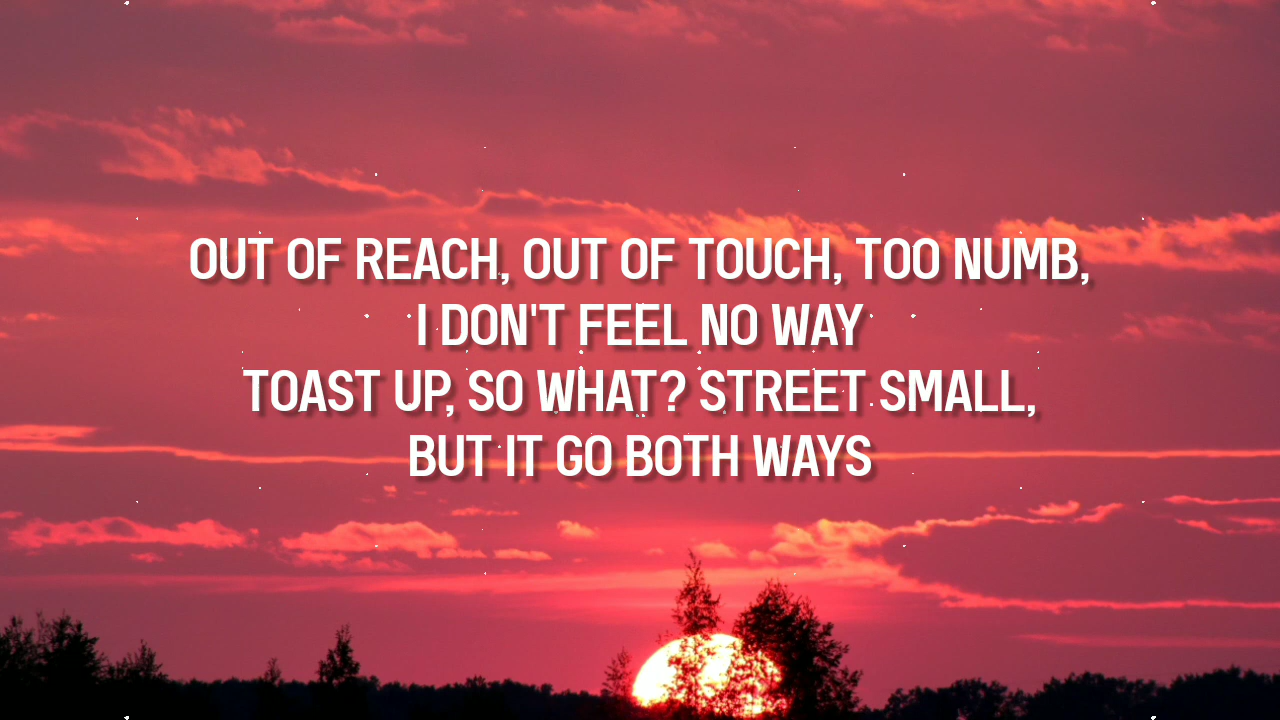 OUT OF REACH, OUT OF TOUCH, TOO NUMB,
I DON'T FEEL NO WAY
TOAST UP, SO WHAT? STREET SMALL,
BUT IT GO BOTH WAYS